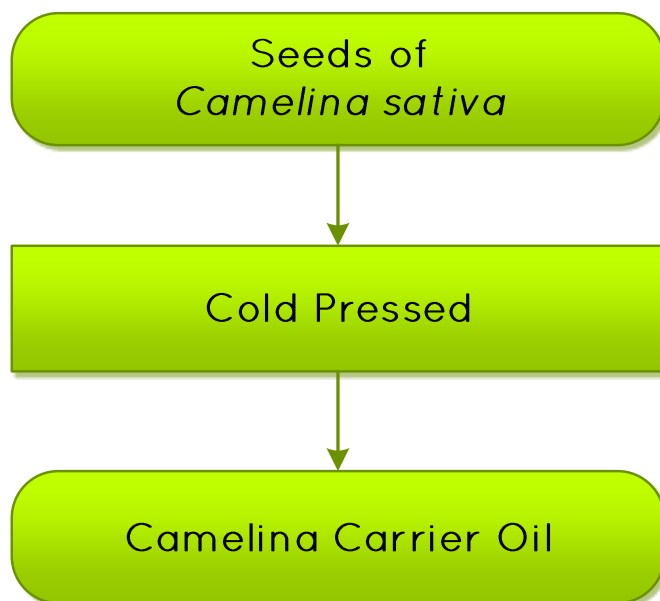 Seeds of
Camelina sativa
Cold Pressed
Camelina Carrier Oil